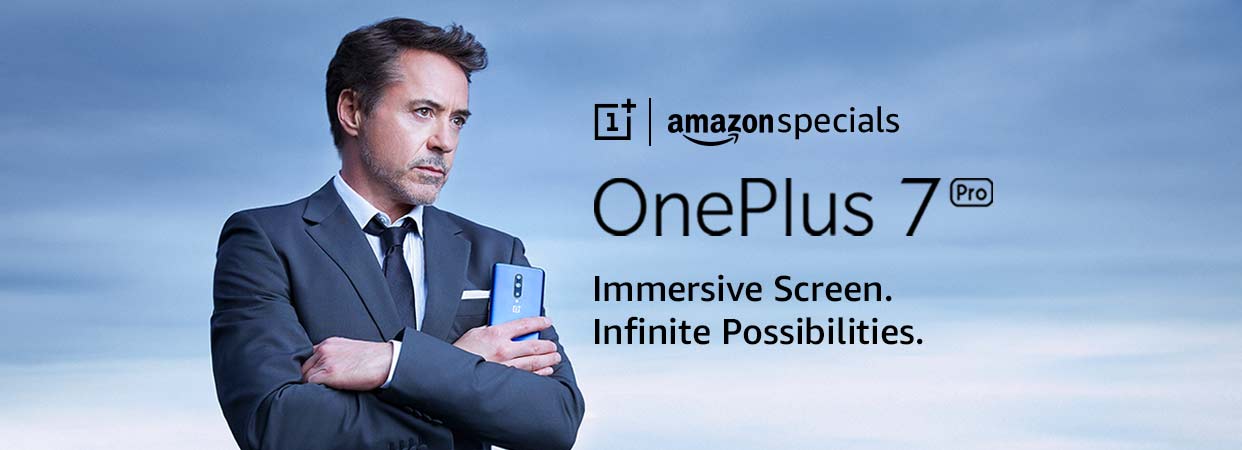 1+ | amazonspecials
OnePlus 7 Pro
Immersive Screen.
Infinite Possibilities.